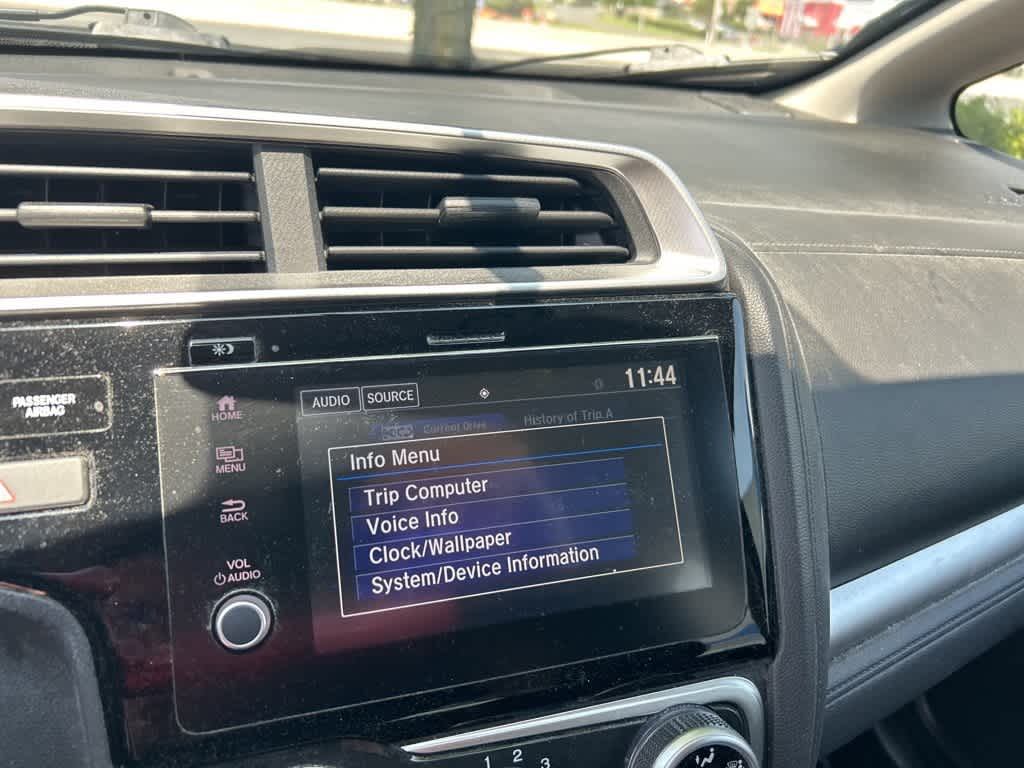 PASSENGER
AIRBAG
HOME
MENU
BACK
VOL
AUDIO
AUDIO SOURCE 11:44
Current Drive History of Trip A
Info Menu
Trip Computer
Voice Info
Clock/Wallpaper
System/Device Information
1 2 3